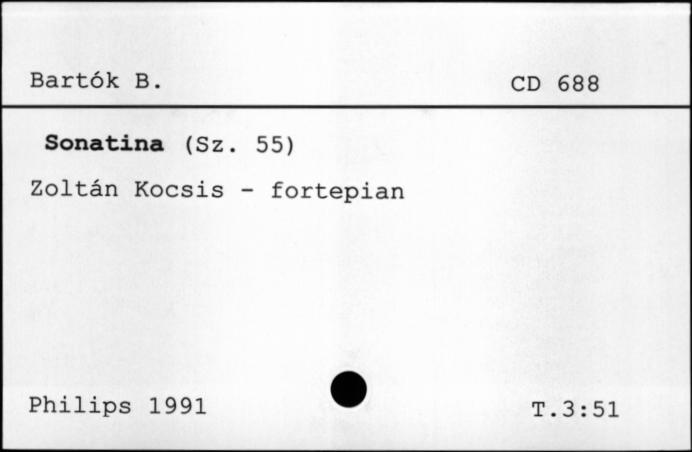 Bartók B. CD 688
Sonatina (Sz. 55)
Zoltán Kocsis - fortepian
Philips 1991 T.3:51